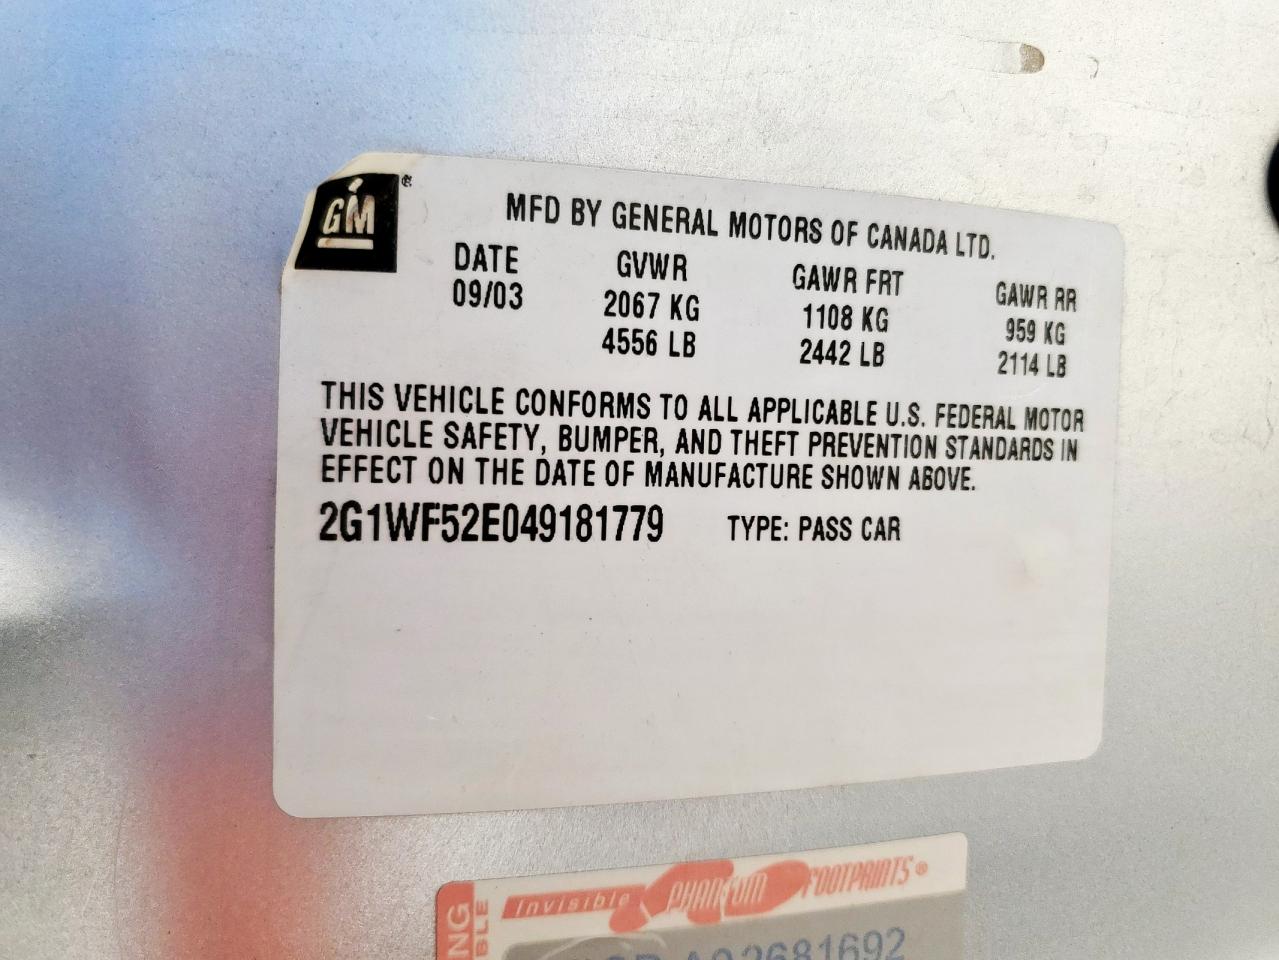 GM
MFD BY GENERAL MOTORS OF CANADA LTD.
DATE GVWR GAWR FRT GAWR RR
09/03 2067 KG 1108 KG 959 KG
4556 LB 2442 LB 2114 LB
THIS VEHICLE CONFORMS TO ALL APPLICABLE U.S. FEDERAL MOTOR
VEHICLE SAFETY, BUMPER, AND THEFT PREVENTION STANDARDS IN
EFFECT ON THE DATE OF MANUFACTURE SHOWN ABOVE.
2G1WF52E049181779 TYPE: PASS CAR
Invisible PHANTOM FOOTPRINTS®